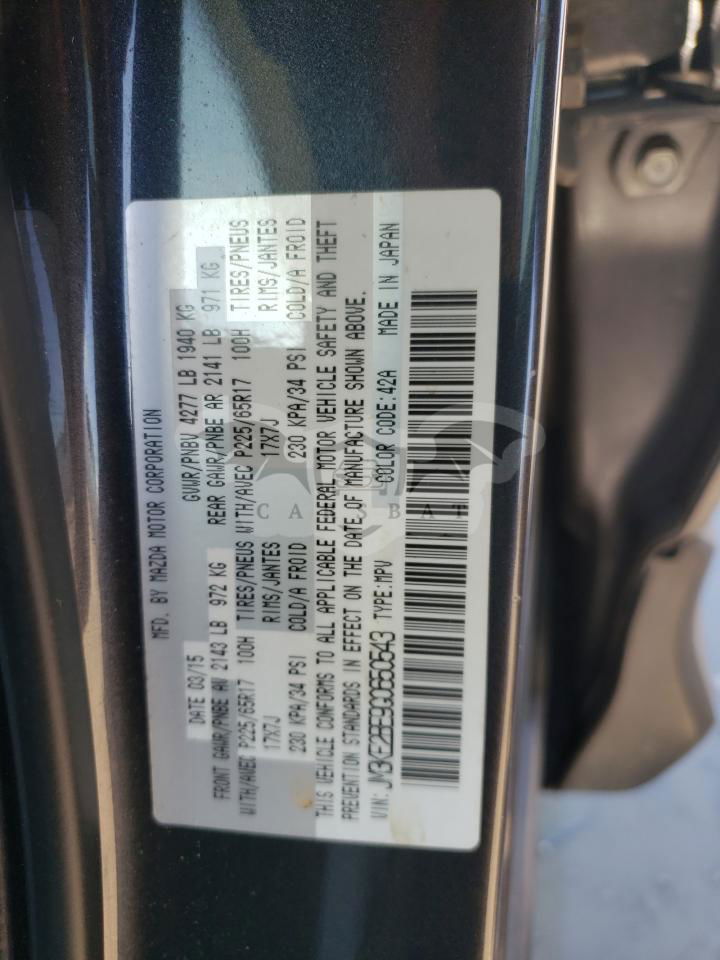 MFD. BY MAZDA MOTOR CORPORATION
DATE 03/15 GVWR/PNBV 4277 LB 1940 KG
FRONT GAWR/PNBE AV 2143 LB 972 KG REAR GAWR/PNBE AR 2141 LB 971 KG
WITH/AVEC P225/65R17 100H TIRES/PNEUS WITH/AVEC P225/65R17 100H TIRES/PNEUS
17X7J RIMS/JANTES 17X7J RIMS/JANTES
230 KPA/34 PSI COLD/A FROID 230 KPA/34 PSI COLD/A FROID
THIS VEHICLE CONFORMS TO ALL APPLICABLE FEDERAL MOTOR VEHICLE SAFETY AND THEFT
PREVENTION STANDARDS IN EFFECT ON THE DATE OF MANUFACTURE SHOWN ABOVE.
VIN: JM3KE2BE9G0650543 TYPE:MPV COLOR CODE:42A MADE IN JAPAN